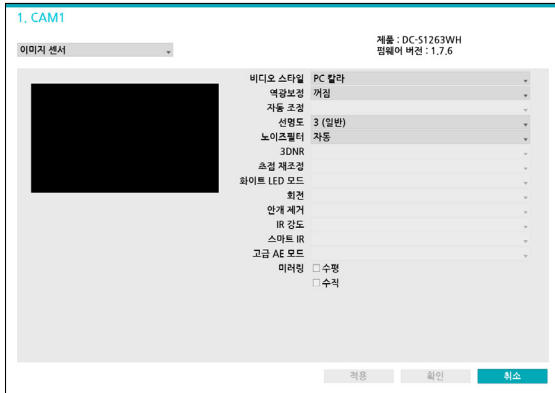 1. CAM1
이미지 센서
제품 : DC-S1263WH
펌웨어 버전 : 1.7.6
비디오 스타일 PC 칼라
역광보정 꺼짐
자동 조정
선명도 3 (일반)
노이즈필터 자동
3DNR
초점 재조정
화이트 LED 모드
회전
안개 제거
IR 강도
스마트 IR
고급 AE 모드
미러링 수평
수직
적용 확인 취소